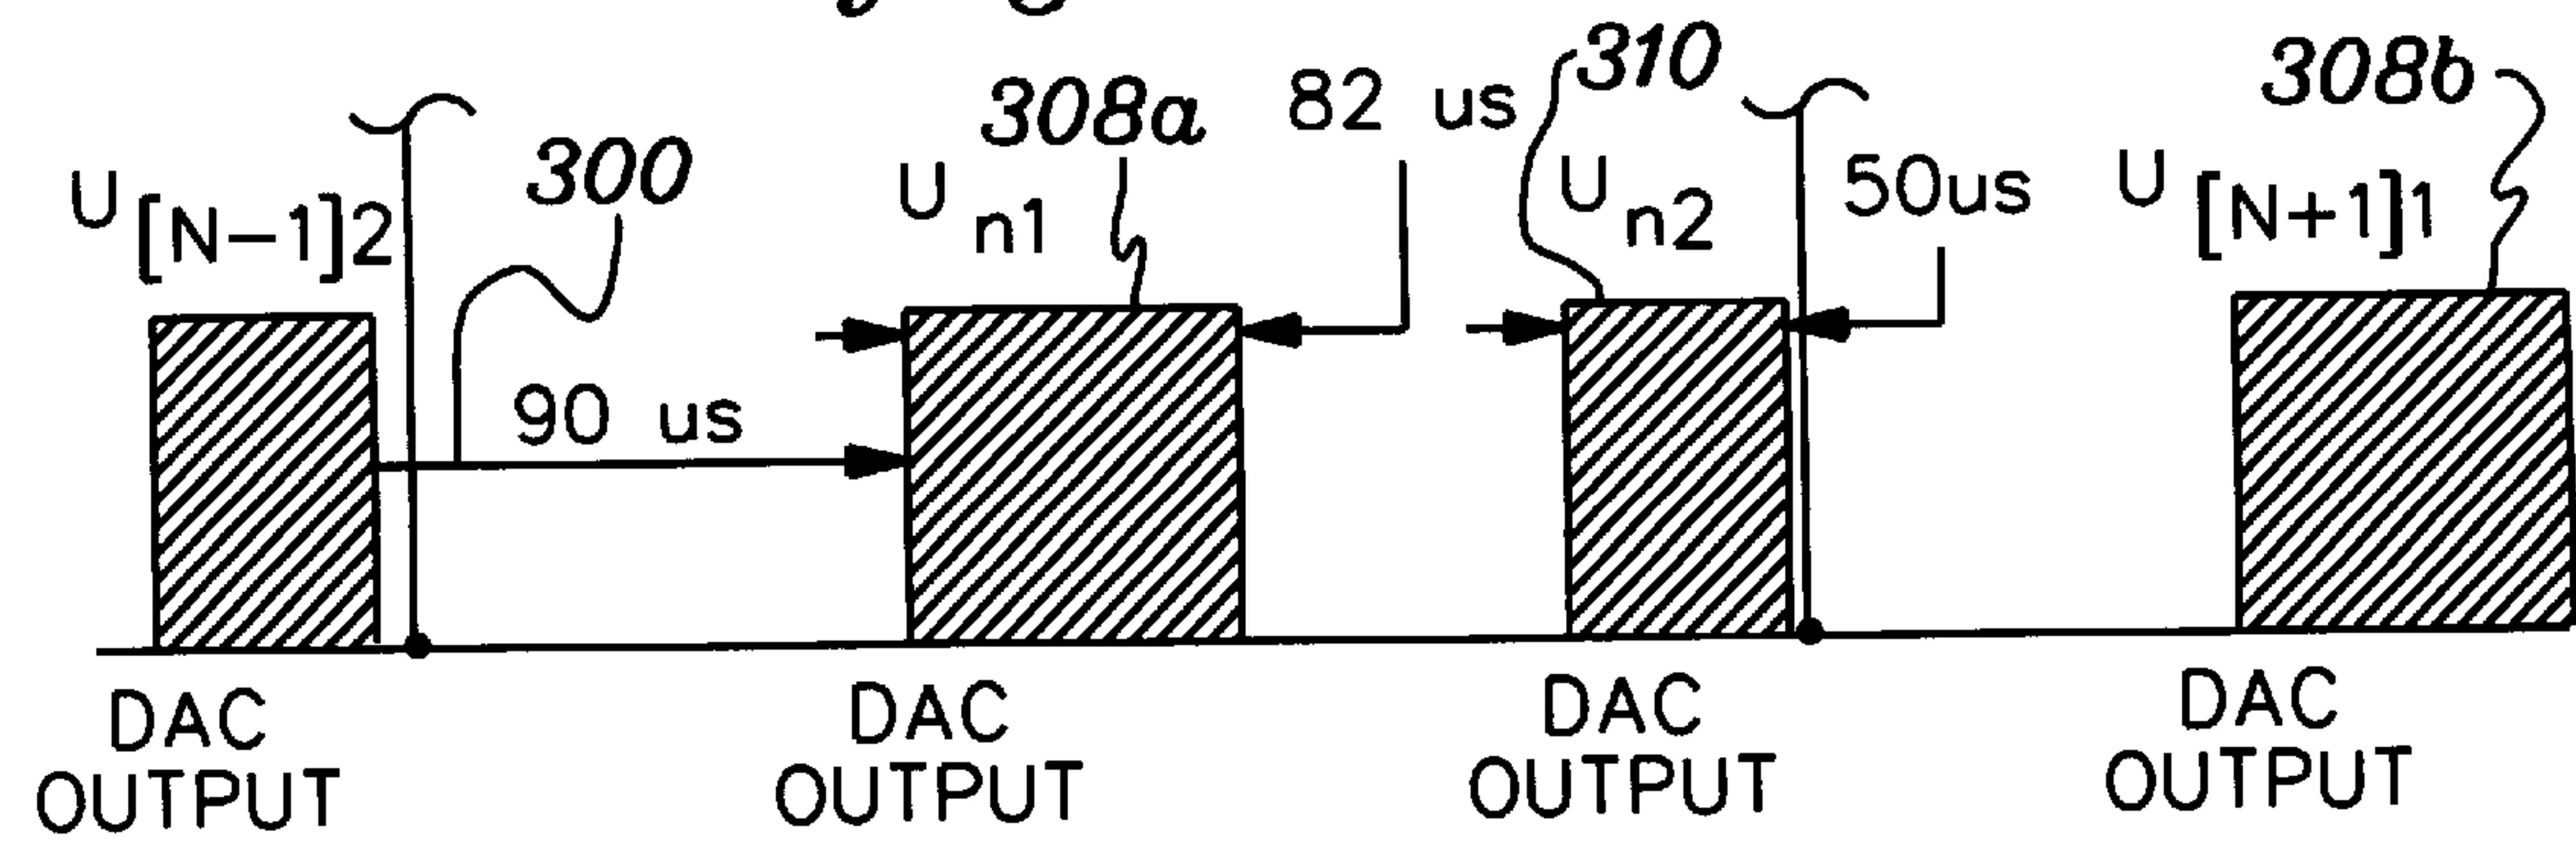 310
308b
308a
82 us
300
U[N-1]2
Un1
Un2
50us
U[N+1]1
90 us
DAC OUTPUT
DAC OUTPUT
DAC OUTPUT
DAC OUTPUT